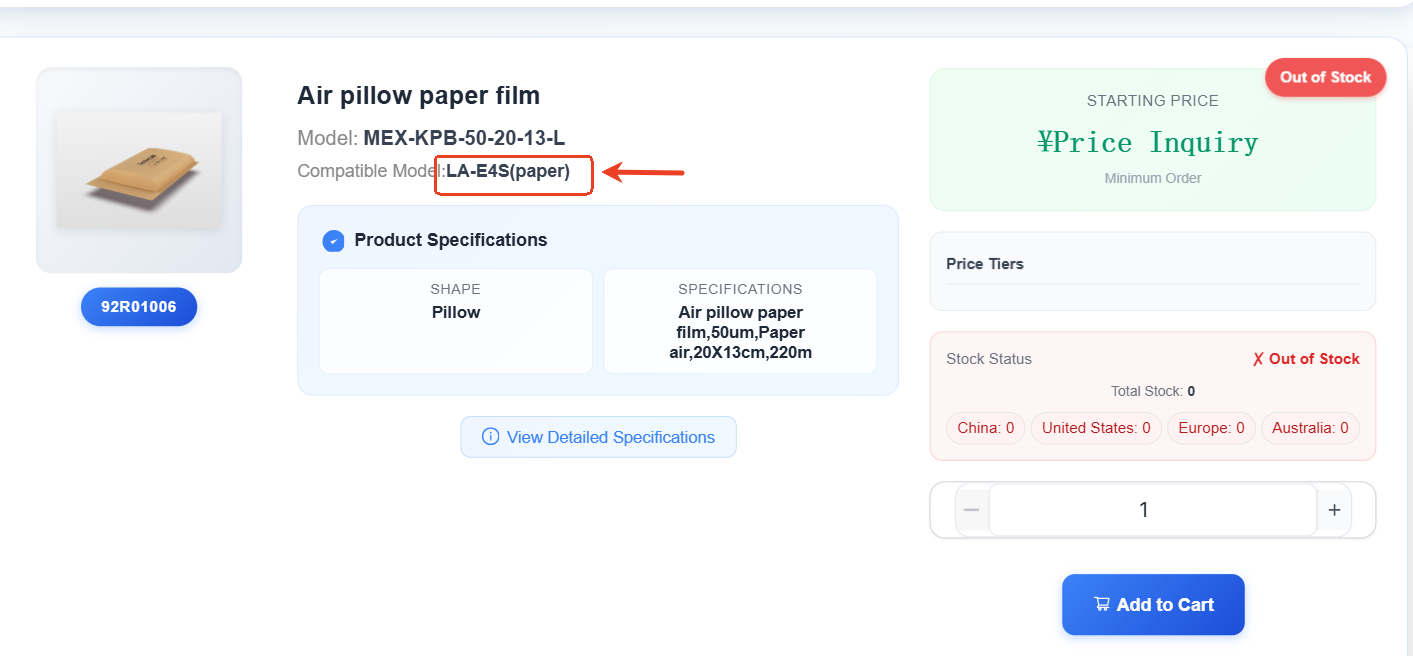 Air pillow paper film
Model: MEX-KPB-50-20-13-L
Compatible Model:LA-E4S(paper)
92R01006
Product Specifications
SHAPE
Pillow
SPECIFICATIONS
Air pillow paper
film,50um,Paper
air,20X13cm,220m
View Detailed Specifications
Out of Stock
STARTING PRICE
¥Price Inquiry
Minimum Order
Price Tiers
Stock Status
✗ Out of Stock
Total Stock: 0
China: 0
United States: 0
Europe: 0
Australia: 0
1
Add to Cart